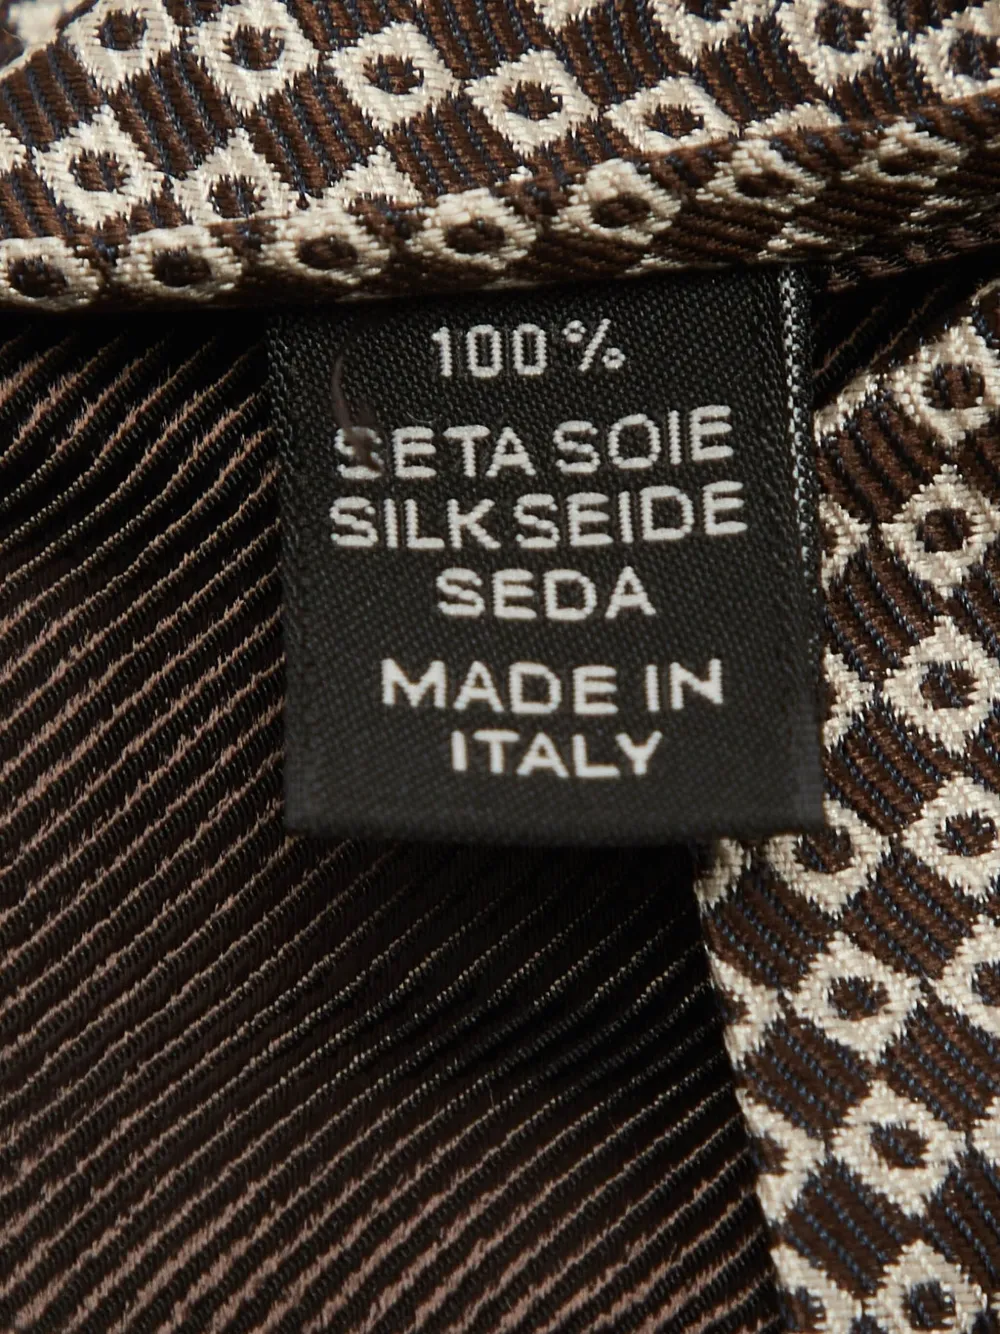 100%
SETA SOIE
SILK SEIDE
SEDA
MADE IN
ITALY